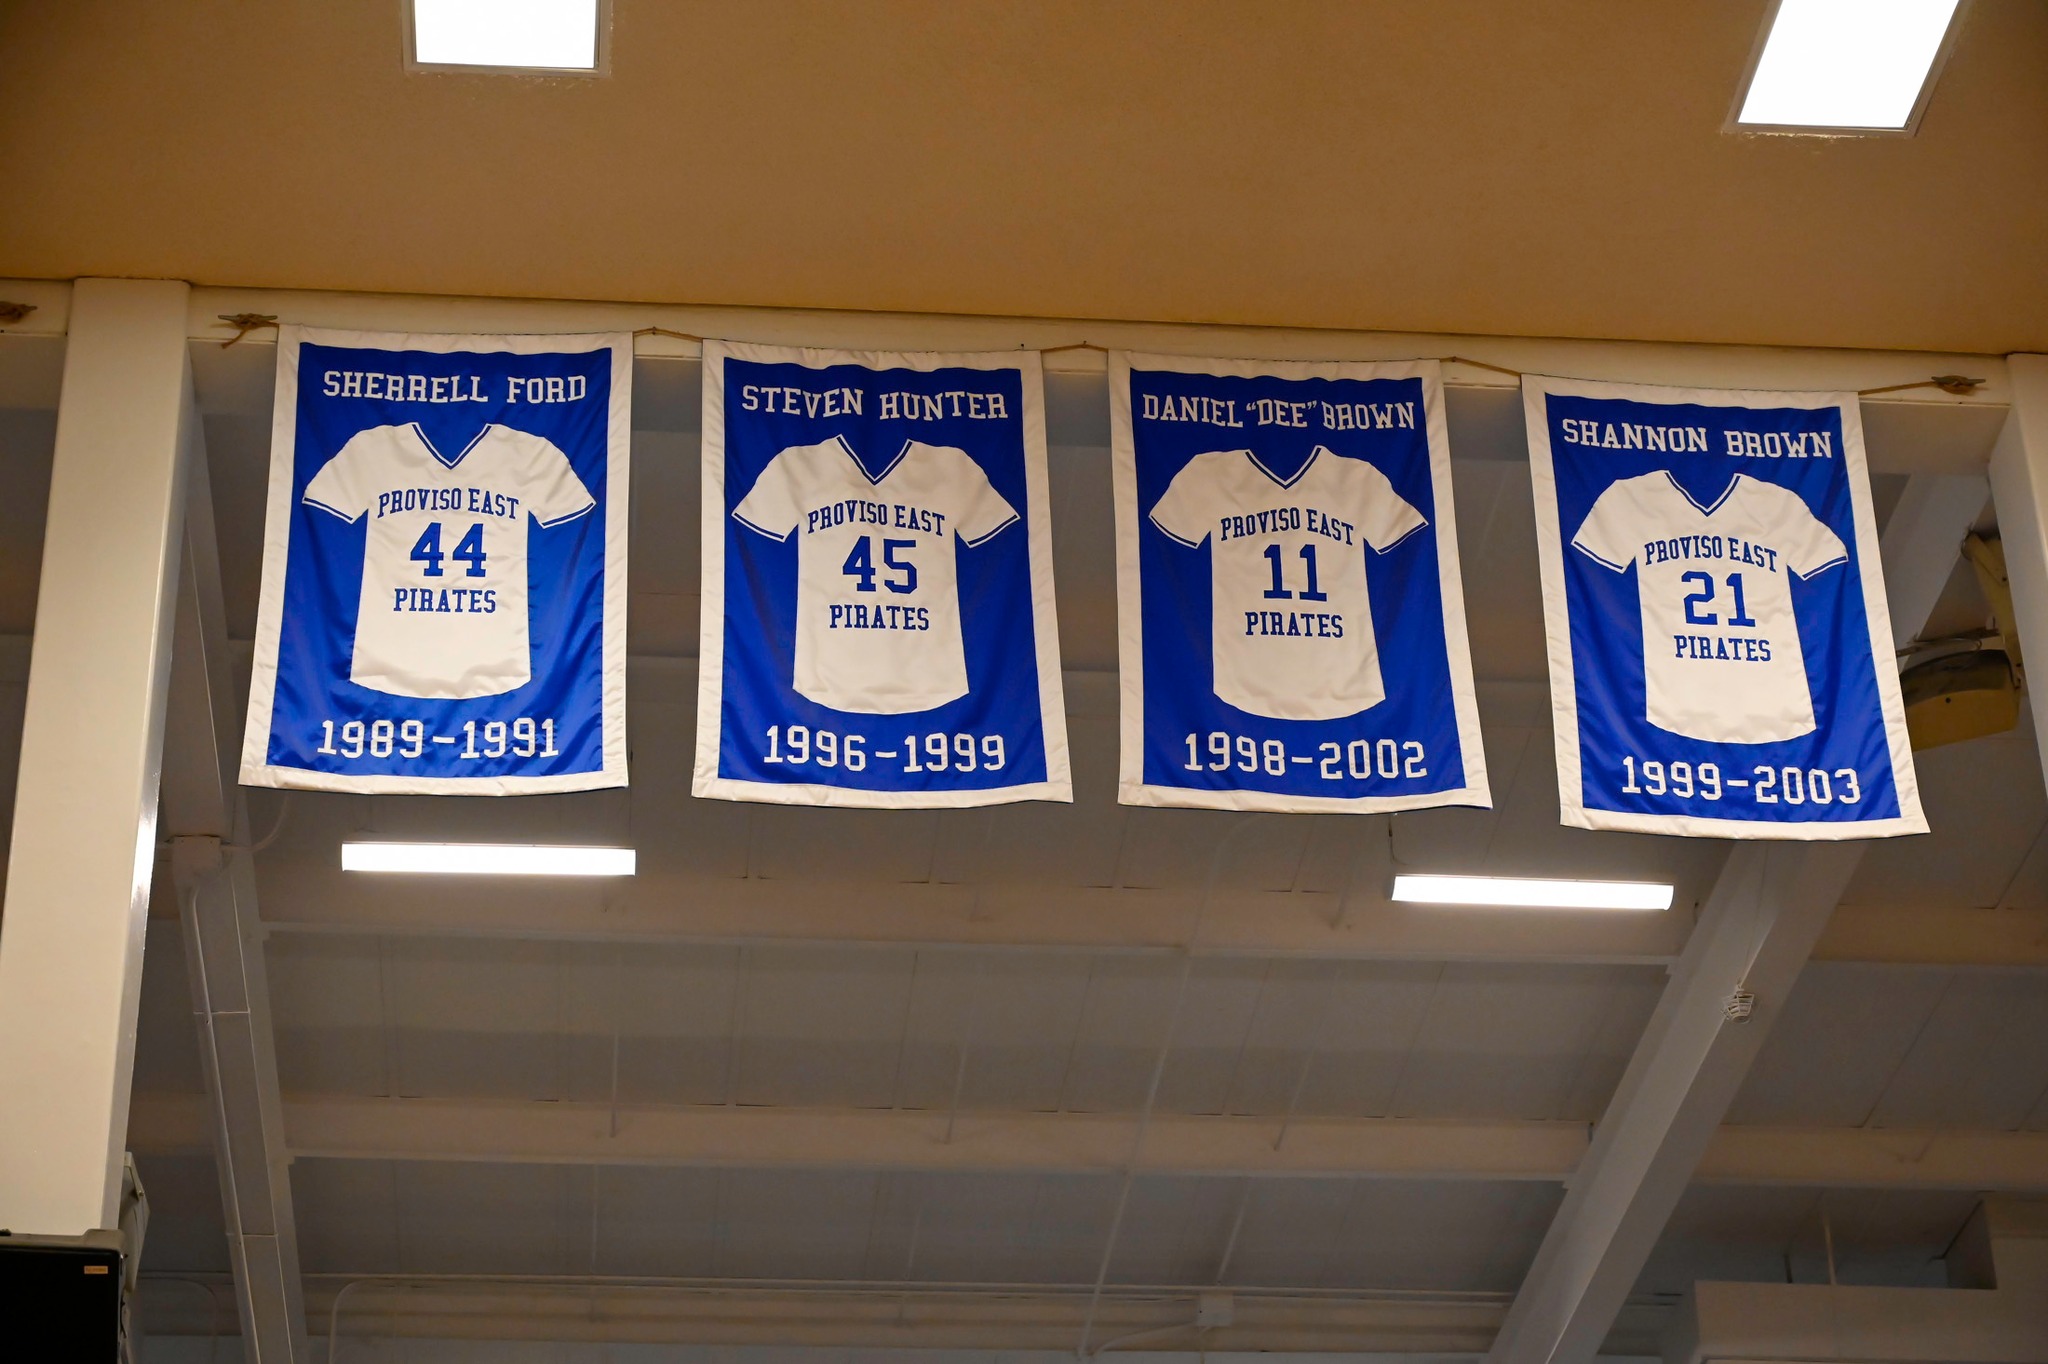 SHERRELL FORD
PROVISO EAST
44
PIRATES
1989-1991
STEVEN HUNTER
PROVISO EAST
45
PIRATES
1996-1999
DANIEL "DEE" BROWN
PROVISO EAST
11
PIRATES
1998-2002
SHANNON BROWN
PROVISO EAST
21
PIRATES
1999-2003